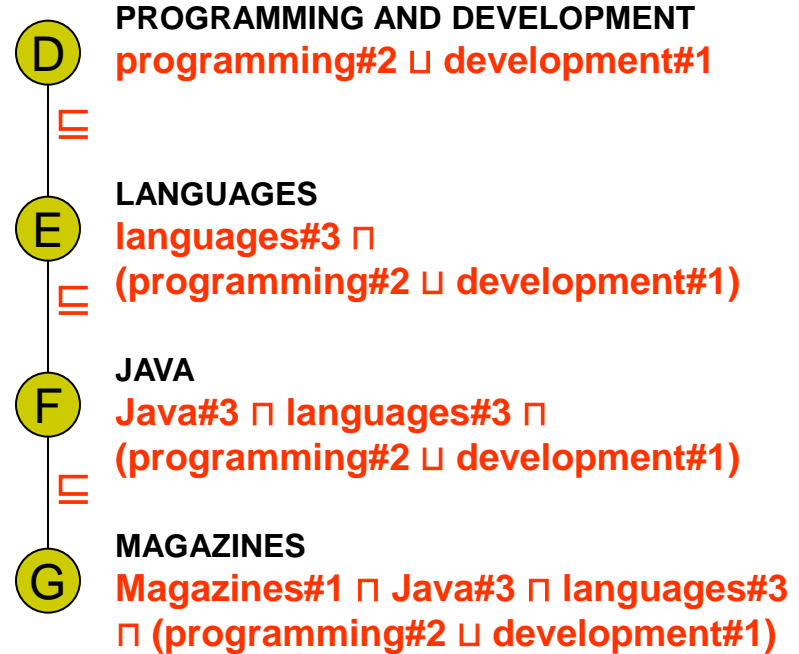 D
PROGRAMMING AND DEVELOPMENT
programming#2 ⊔ development#1
⊑
E
LANGUAGES
languages#3 ⊓
(programming#2 ⊔ development#1)
⊑
F
JAVA
Java#3 ⊓ languages#3 ⊓
(programming#2 ⊔ development#1)
⊑
G
MAGAZINES
Magazines#1 ⊓ Java#3 ⊓ languages#3
⊓ (programming#2 ⊔ development#1)